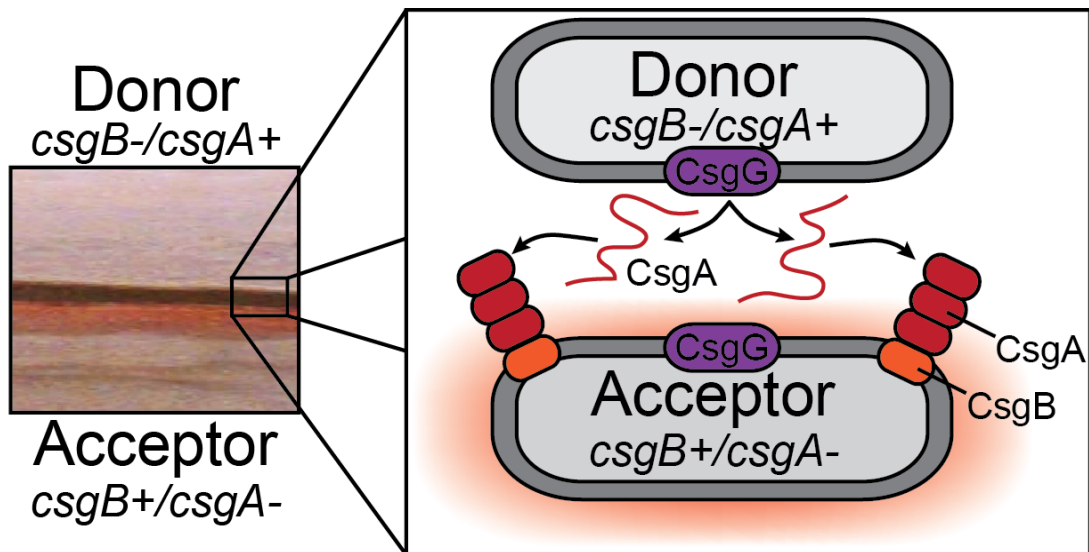 Donor
csgB-/csgA+
Acceptor
csgB+/csgA-
Donor
csgB-/csgA+
CsgG
CsgA
CsgG
CsgA
CsgB
Acceptor
csgB+/csgA-